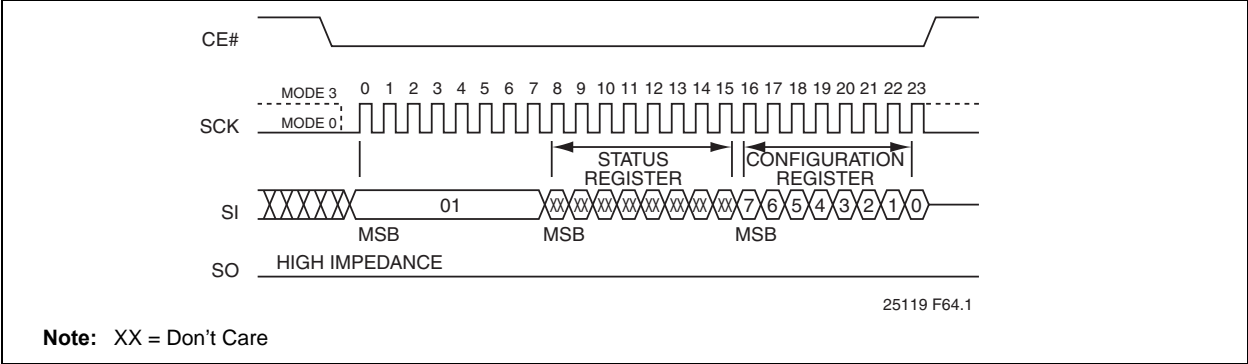 CE#
MODE 3
0 1 2 3 4 5 6 7 8 9 10 11 12 13 14 15 16 17 18 19 20 21 22 23
SCK
MODE 0
STATUS REGISTER
CONFIGURATION REGISTER
SI
01
XX XX XX XX XX XX XX XX 7 6 5 4 3 2 1 0
MSB MSB MSB
SO
HIGH IMPEDANCE
25119 F64.1
Note: XX = Don't Care